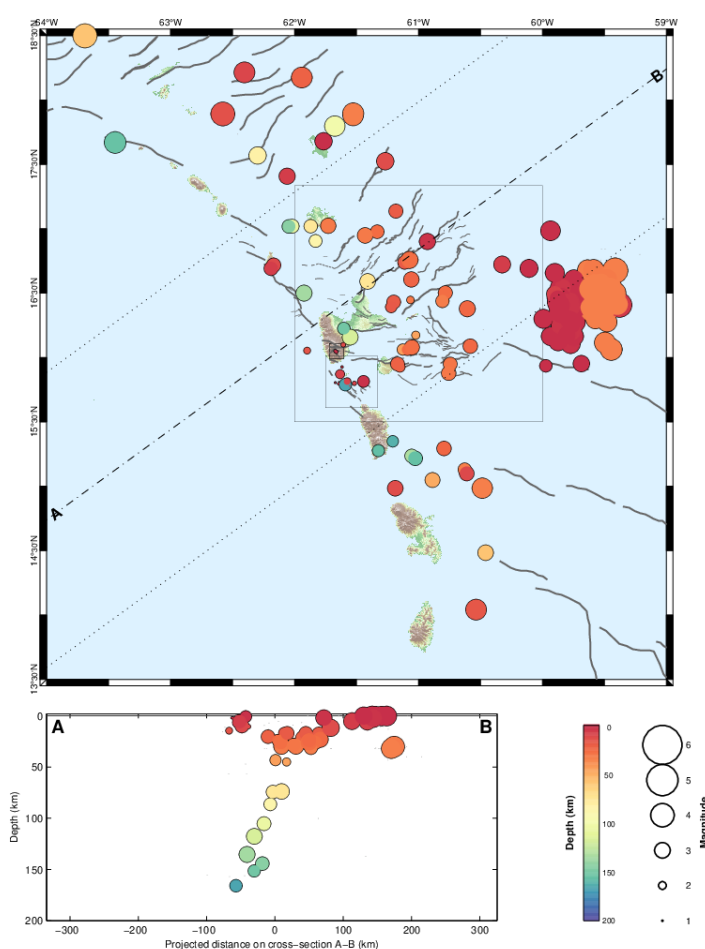 64°W 63°W 62°W 61°W 60°W 59°W
18°30'N
B
17°30'N
16°30'N
15°30'N
A
14°30'N
13°30'N
A B
0
50
100
150
200
Depth (km)
−300 −200 −100 0 100 200 300
Projected distance on cross−section A−B (km)
Depth (km)
0
50
100
150
200
Magnitude
6
5
4
3
2
1